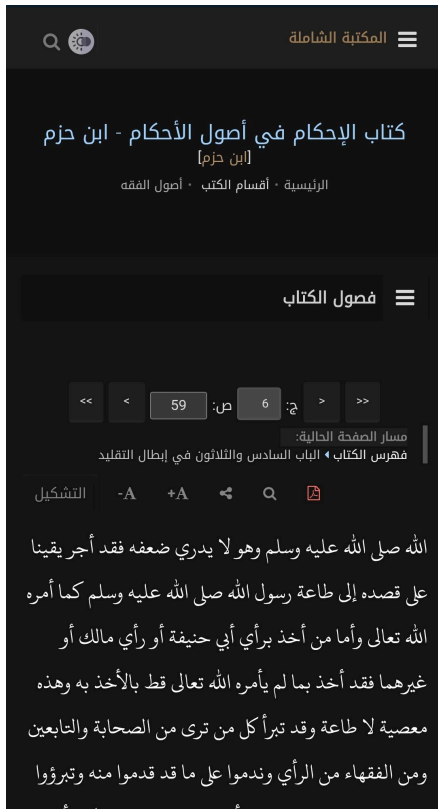 المكتبة الشاملة
كتاب الإحكام في أصول الأحكام - ابن حزم
[ابن حزم]
الرئيسية • أقسام الكتب • أصول الفقه
فصول الكتاب
<< < ج: 6 ص: 59 > >>
مسار الصفحة الحالية:
فهرس الكتاب الباب السادس والثلاثون في إبطال التقليد
A+ A- التشكيل
الله صلى الله عليه وسلم وهو لا يدري ضعفه فقد أجر يقينا
على قصده إلى طاعة رسول الله صلى الله عليه وسلم كما أمره
الله تعالى وأما من أخذ برأي أبي حنيفة أو رأي مالك أو
غيرهما فقد أخذ بما لم يأمره الله تعالى قط بالأخذ به وهذه
معصية لا طاعة وقد تبرأ كل من ترى من الصحابة والتابعين
ومن الفقهاء من الرأي وندموا على ما قد قدموا منه وتبرؤوا